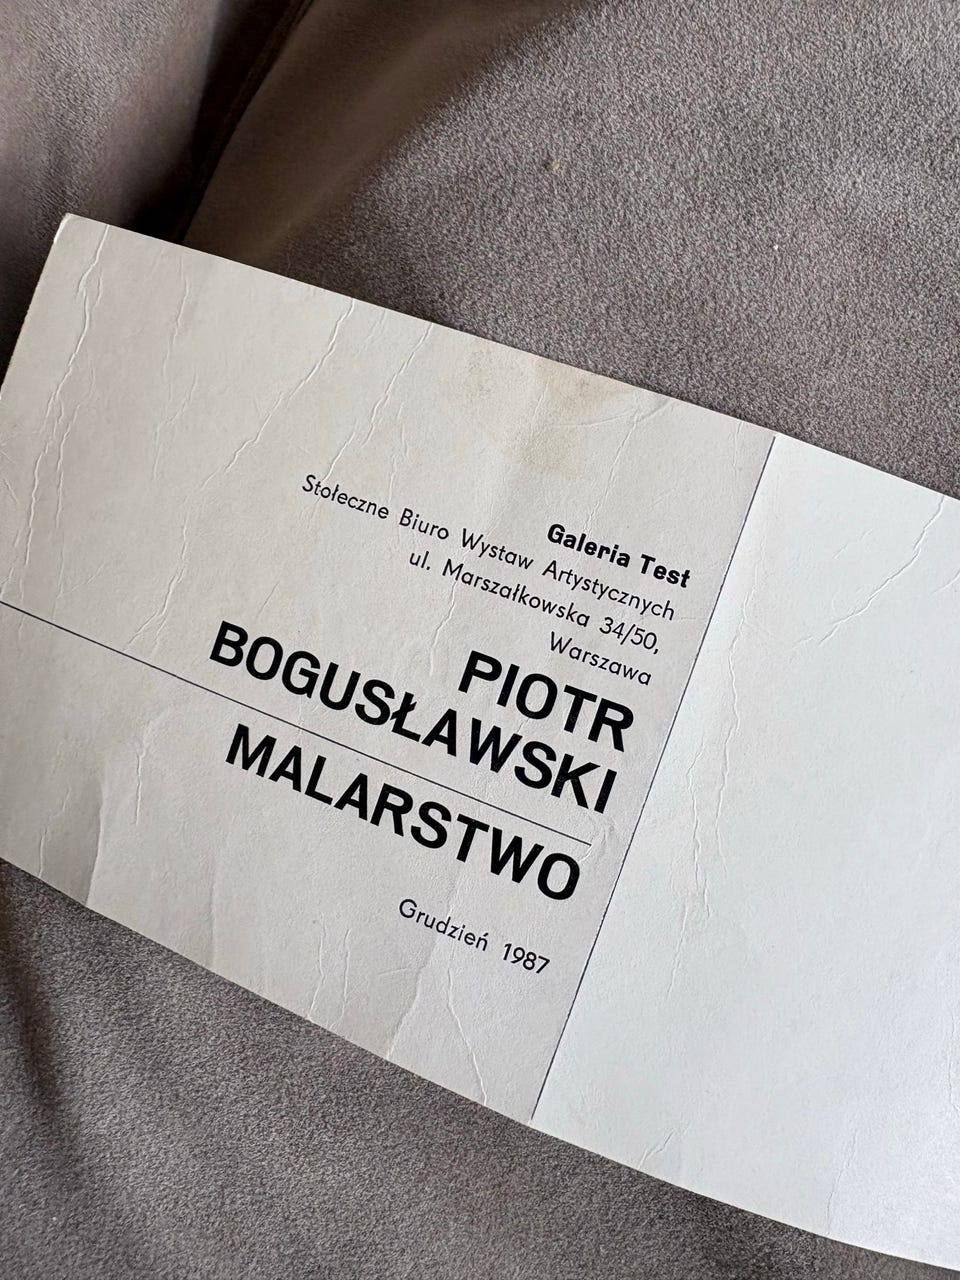 Galeria Test
Stołeczne Biuro Wystaw Artystycznych
ul. Marszałkowska 34/50,
Warszawa
PIOTR
BOGUSŁAWSKI
MALARSTWO
Grudzień 1987